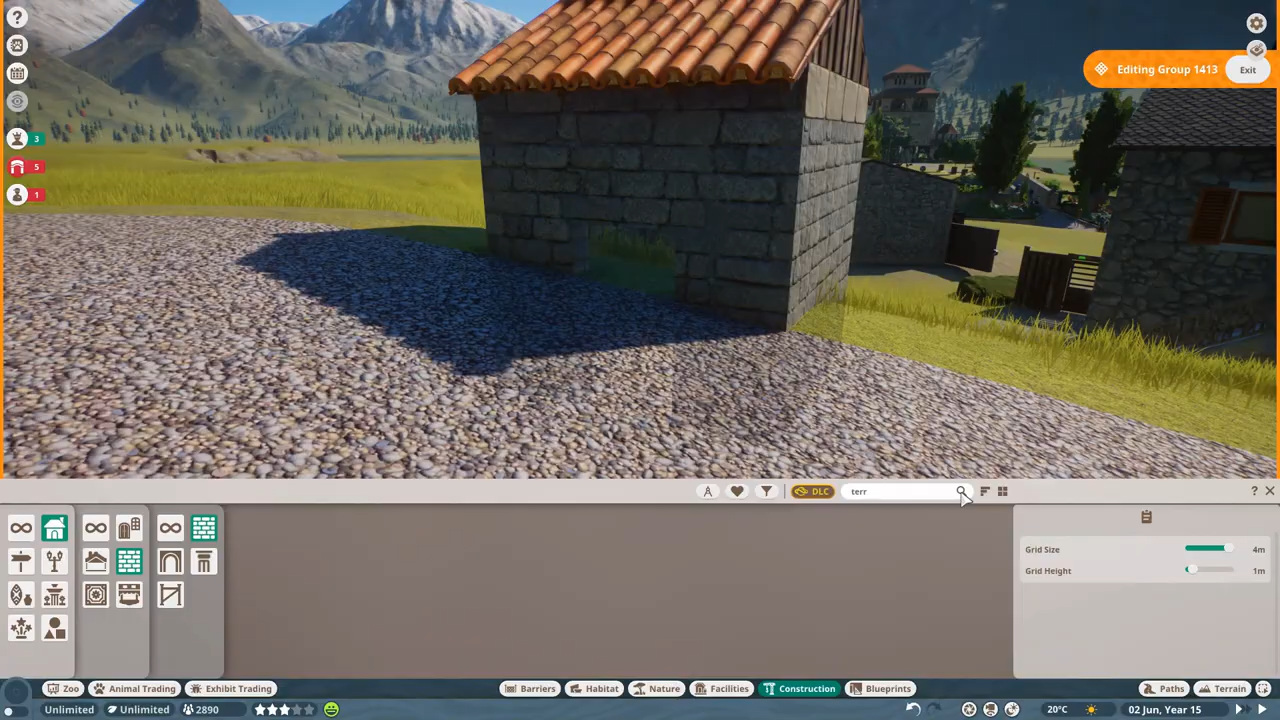 Editing Group 1413
Exit
3
5
1
DLC
terr
?
Grid Size
4m
Grid Height
1m
Zoo
Animal Trading
Exhibit Trading
Barriers
Habitat
Nature
Facilities
Construction
Blueprints
Paths
Terrain
Unlimited
Unlimited
2890
20°C
02 Jun, Year 15